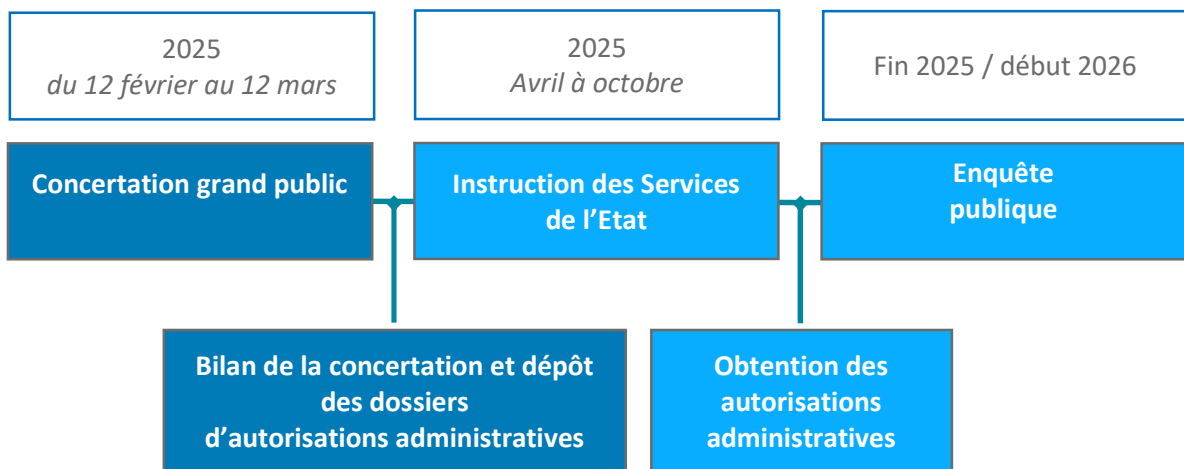 2025
du 12 février au 12 mars
2025
Avril à octobre
Fin 2025 / début 2026
Concertation grand public
Instruction des Services
de l’Etat
Enquête
publique
Bilan de la concertation et dépôt
des dossiers
d’autorisations administratives
Obtention des
autorisations
administratives